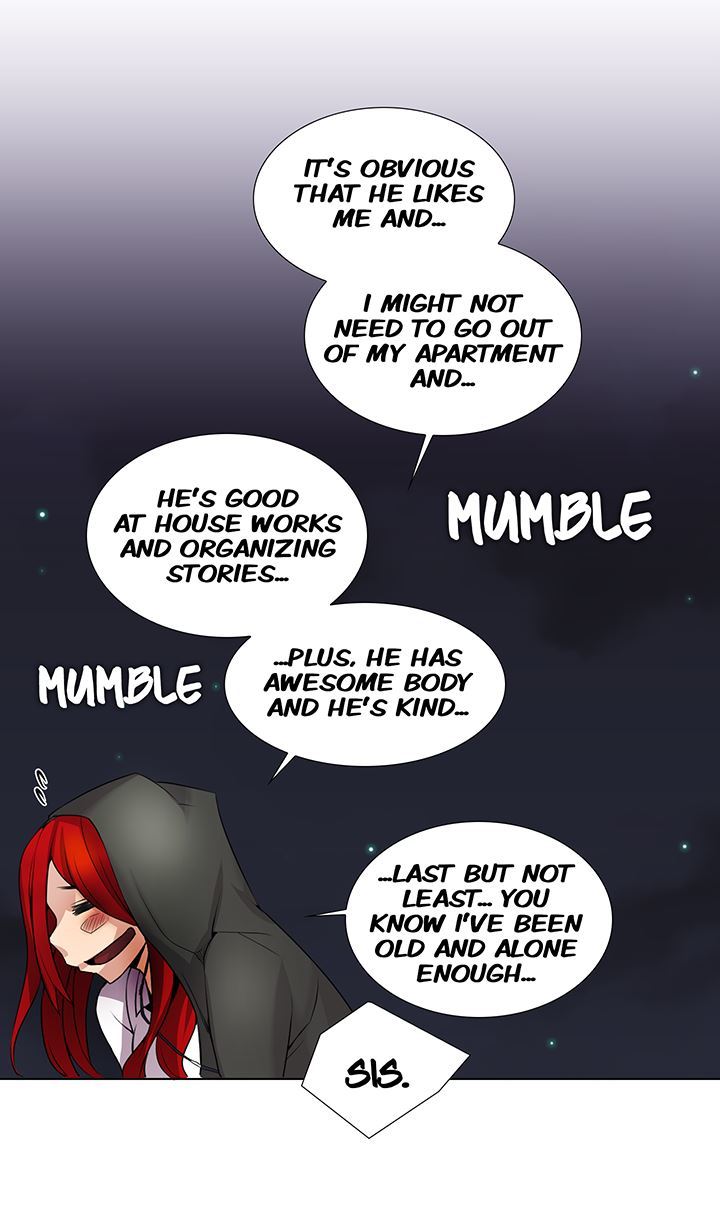 IT'S OBVIOUS
THAT HE LIKES
ME AND...
I MIGHT NOT
NEED TO GO OUT
OF MY APARTMENT
AND...
MUMBLE
HE'S GOOD
AT HOUSE WORKS
AND ORGANIZING
STORIES...
...PLUS, HE HAS
AWESOME BODY
AND HE'S KIND...
MUMBLE
...LAST BUT NOT
LEAST... YOU
KNOW I'VE BEEN
OLD AND ALONE
ENOUGH...
SIS.